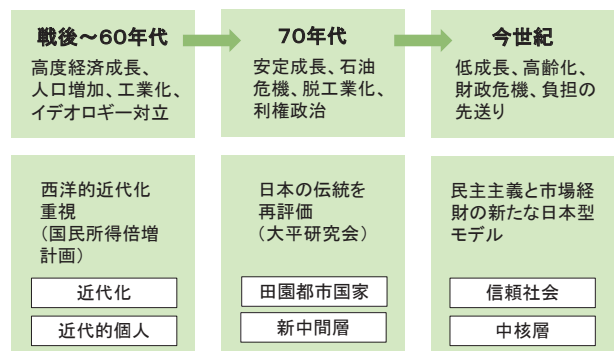 戦後～60年代
高度経済成長、
人口増加、工業化、
イデオロギー対立
70年代
安定成長、石油
危機、脱工業化、
利権政治
今世紀
低成長、高齢化、
財政危機、負担の
先送り
西洋的近代化
重視
（国民所得倍増
計画）
近代化
近代的個人
日本の伝統を
再評価
（大平研究会）
田園都市国家
新中間層
民主主義と市場経
財の新たな日本型
モデル
信頼社会
中核層